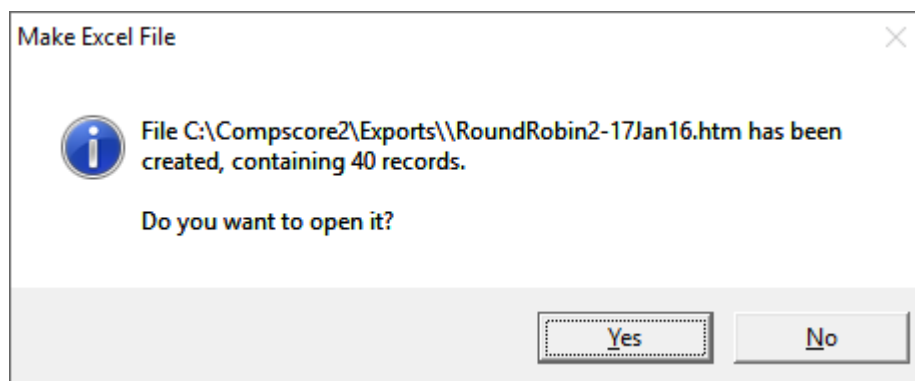 Make Excel File
File C:\Compscore2\Exports\\RoundRobin2-17Jan16.htm has been
created, containing 40 records.
Do you want to open it?
Yes
No